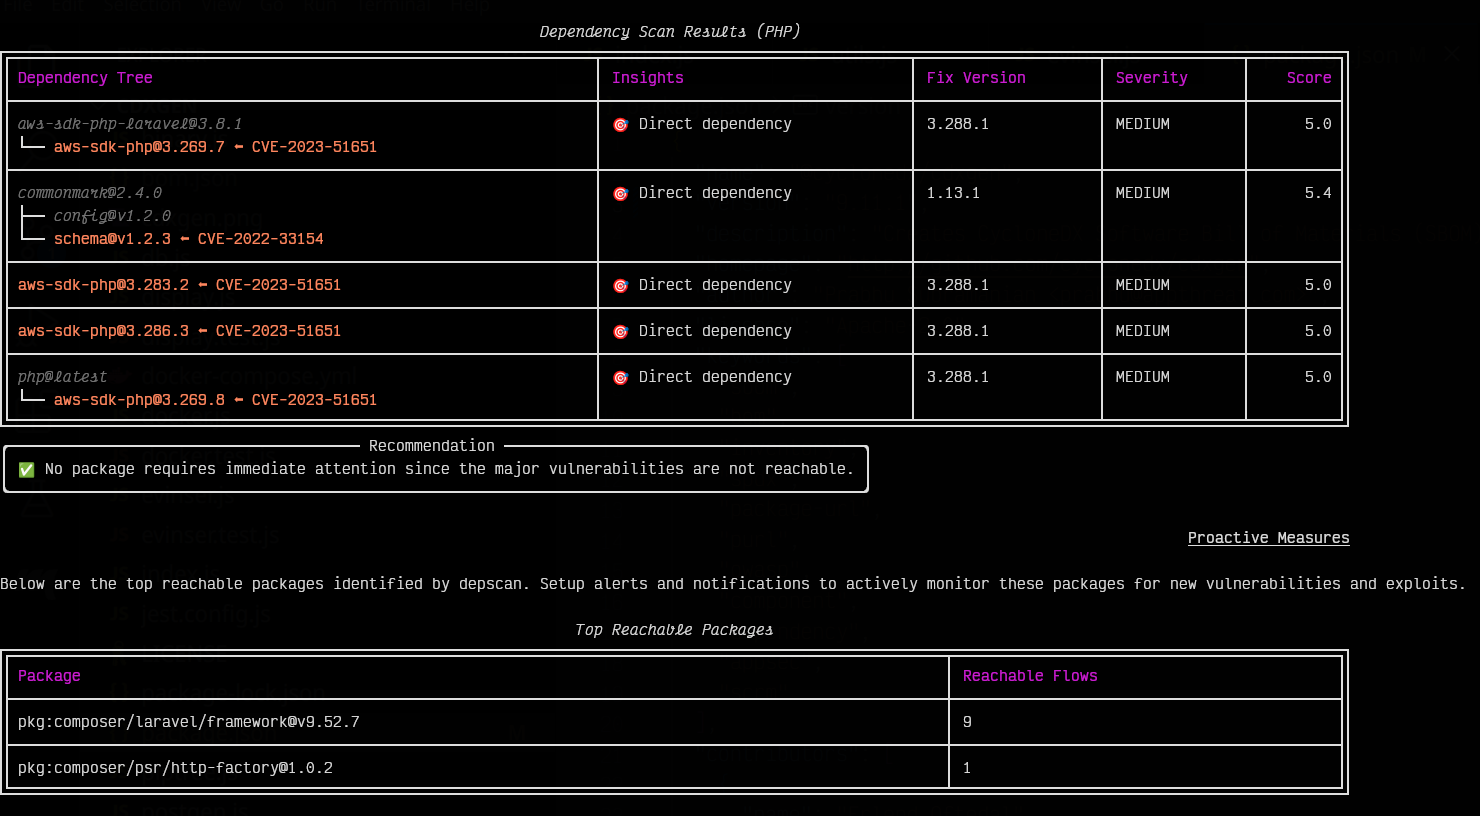 Dependency Scan Results (PHP)
Dependency Tree Insights Fix Version Severity Score
aws-sdk-php-laravel@3.8.1 🎯 Direct dependency 3.288.1 MEDIUM 5.0
└── aws-sdk-php@3.269.7 ⬅ CVE-2023-51651
commonmark@2.4.0 🎯 Direct dependency 1.13.1 MEDIUM 5.4
├── config@v1.2.0
└── schema@v1.2.3 ⬅ CVE-2022-33154
aws-sdk-php@3.283.2 ⬅ CVE-2023-51651 🎯 Direct dependency 3.288.1 MEDIUM 5.0
aws-sdk-php@3.286.3 ⬅ CVE-2023-51651 🎯 Direct dependency 3.288.1 MEDIUM 5.0
php@latest 🎯 Direct dependency 3.288.1 MEDIUM 5.0
└── aws-sdk-php@3.269.8 ⬅ CVE-2023-51651
Recommendation
✅ No package requires immediate attention since the major vulnerabilities are not reachable.
Proactive Measures
Below are the top reachable packages identified by depscan. Setup alerts and notifications to actively monitor these packages for new vulnerabilities and exploits.
Top Reachable Packages
Package Reachable Flows
pkg:composer/laravel/framework@v9.52.7 9
pkg:composer/psr/http-factory@1.0.2 1